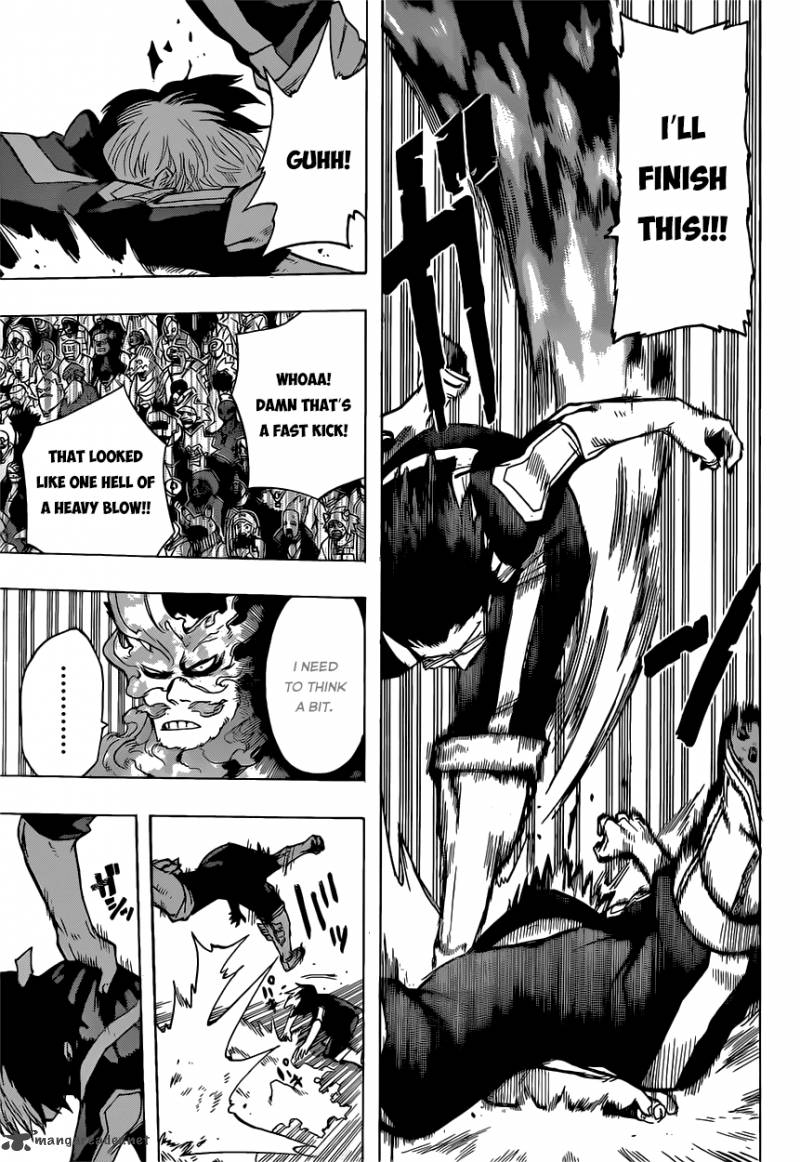 I'LL
FINISH
THIS!!!
GUHH!
WHOAA!
DAMN THAT'S
A FAST KICK!
THAT LOOKED
LIKE ONE HELL OF
A HEAVY BLOW!!
I NEED
TO THINK
A BIT.
........
mangareader.net